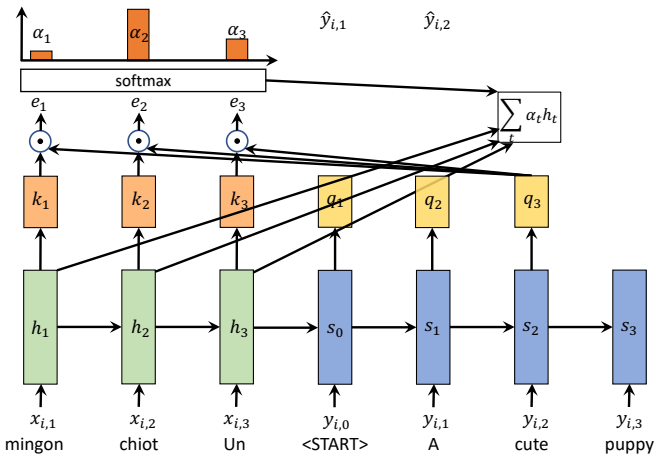 α₁ α₂ α₃ ŷᵢ,₁ ŷᵢ,₂
softmax
e₁ e₂ e₃ ∑ₜ αₜhₜ
k₁ k₂ k₃ q₁ q₂ q₃
h₁ h₂ h₃ s₀ s₁ s₂ s₃
xᵢ,₁ xᵢ,₂ xᵢ,₃ yᵢ,₀ yᵢ,₁ yᵢ,₂ yᵢ,₃
mingon chiot Un <START> A cute puppy